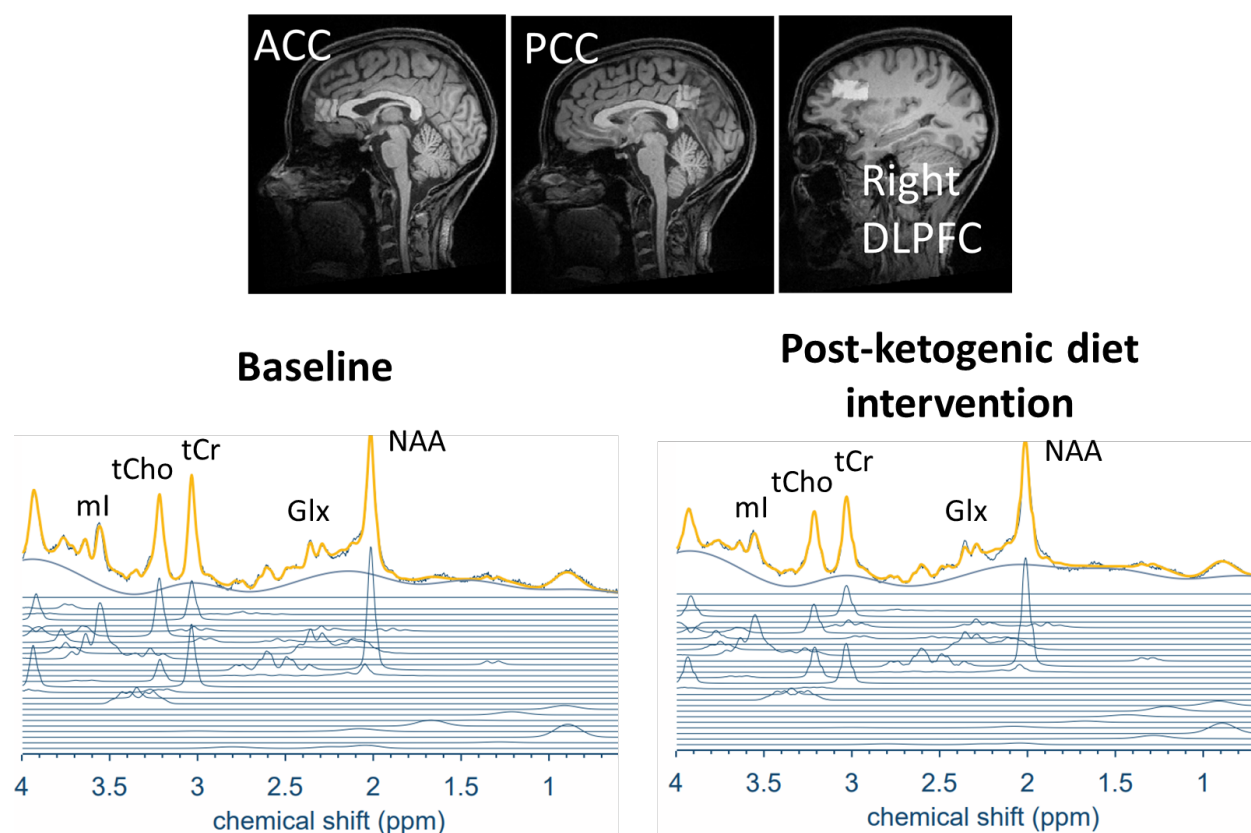 ACC
PCC
Right
DLPFC
Baseline
Post-ketogenic diet
intervention
NAA
tCr
tCho
mI
Glx
4
3.5
3
2.5
2
1.5
1
chemical shift (ppm)
NAA
tCr
tCho
mI
Glx
4
3.5
3
2.5
2
1.5
1
chemical shift (ppm)